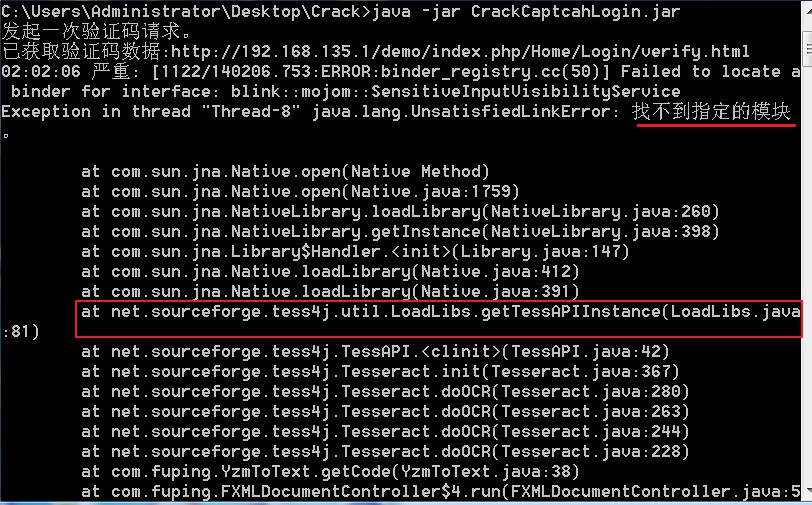 C:\Users\Administrator\Desktop\Crack>java -jar CrackCaptcahLogin.jar
发起一次验证码请求。
已获取验证码数据:http://192.168.135.1/demo/index.php/Home/Login/verify.html
02:02:06 严重: [1122/140206.753:ERROR:binder_registry.cc(50)] Failed to locate a
 binder for interface: blink::mojom::SensitiveInputVisibilityService
Exception in thread "Thread-8" java.lang.UnsatisfiedLinkError: 找不到指定的模块
。
at com.sun.jna.Native.open(Native Method)
at com.sun.jna.Native.open(Native.java:1759)
at com.sun.jna.NativeLibrary.loadLibrary(NativeLibrary.java:260)
at com.sun.jna.NativeLibrary.getInstance(NativeLibrary.java:398)
at com.sun.jna.Library$Handler.<init>(Library.java:147)
at com.sun.jna.Native.loadLibrary(Native.java:412)
at com.sun.jna.Native.loadLibrary(Native.java:391)
at net.sourceforge.tess4j.util.LoadLibs.getTessAPIInstance(LoadLibs.java
:81)
at net.sourceforge.tess4j.TessAPI.<clinit>(TessAPI.java:42)
at net.sourceforge.tess4j.Tesseract.init(Tesseract.java:367)
at net.sourceforge.tess4j.Tesseract.doOCR(Tesseract.java:280)
at net.sourceforge.tess4j.Tesseract.doOCR(Tesseract.java:263)
at net.sourceforge.tess4j.Tesseract.doOCR(Tesseract.java:244)
at net.sourceforge.tess4j.Tesseract.doOCR(Tesseract.java:228)
at com.fuping.YzmToText.getCode(YzmToText.java:38)
at com.fuping.FXMLDocumentController$4.run(FXMLDocumentController.java:5